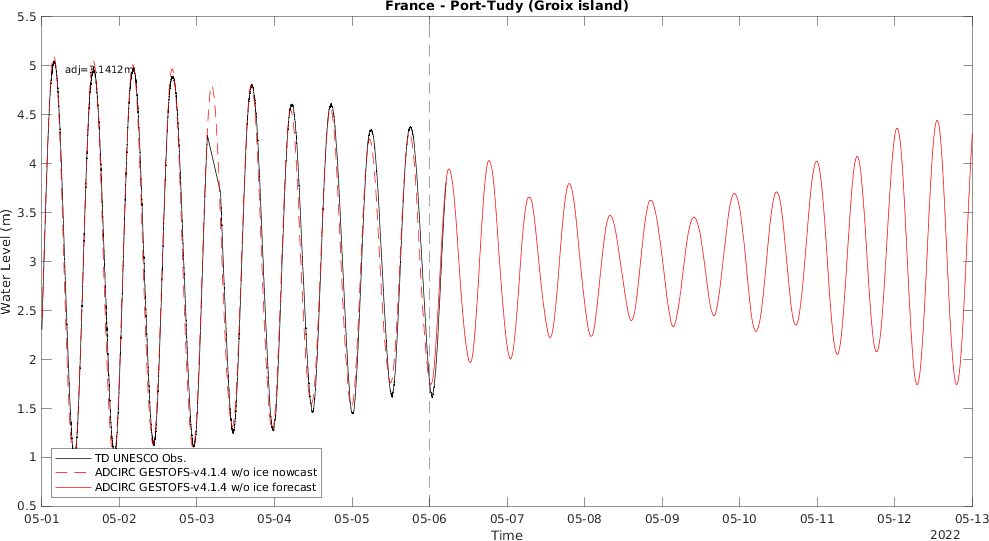 France - Port-Tudy (Groix island)
5.5
5
4.5
4
3.5
3
2.5
2
1.5
1
0.5
Water Level (m)
adj=3.1412m
TD UNESCO Obs.
ADCIRC GESTOFS-v4.1.4 w/o ice nowcast
ADCIRC GESTOFS-v4.1.4 w/o ice forecast
05-01 05-02 05-03 05-04 05-05 05-06 05-07 05-08 05-09 05-10 05-11 05-12 05-13
Time
2022